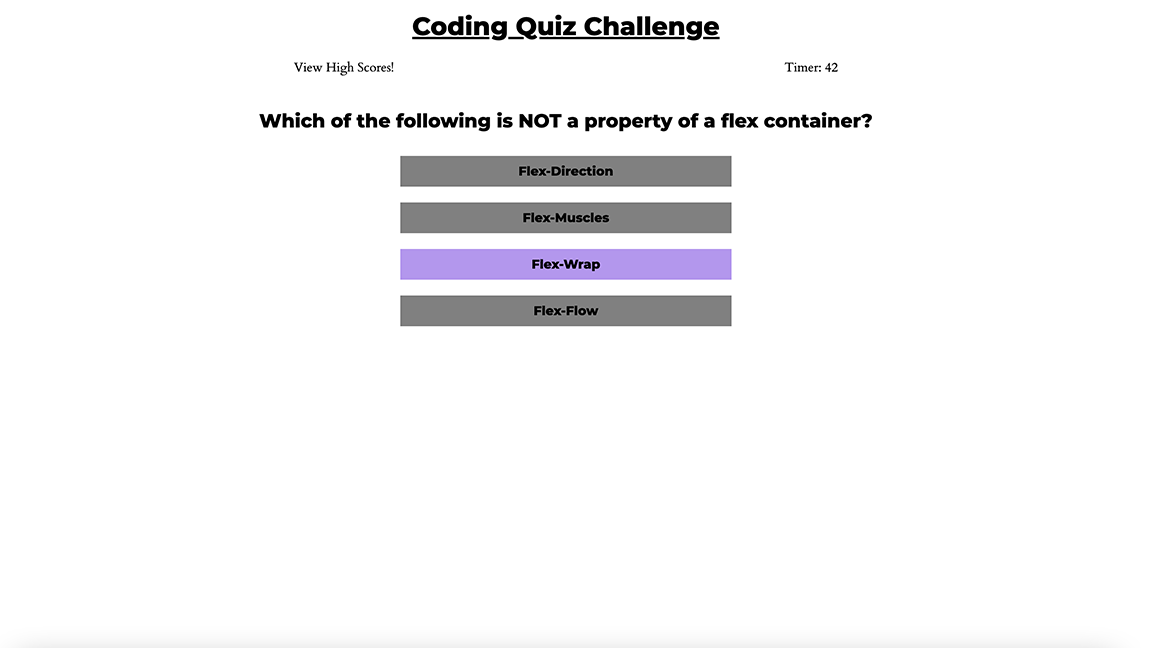 Coding Quiz Challenge
View High Scores! Timer: 42
Which of the following is NOT a property of a flex container?
Flex-Direction
Flex-Muscles
Flex-Wrap
Flex-Flow